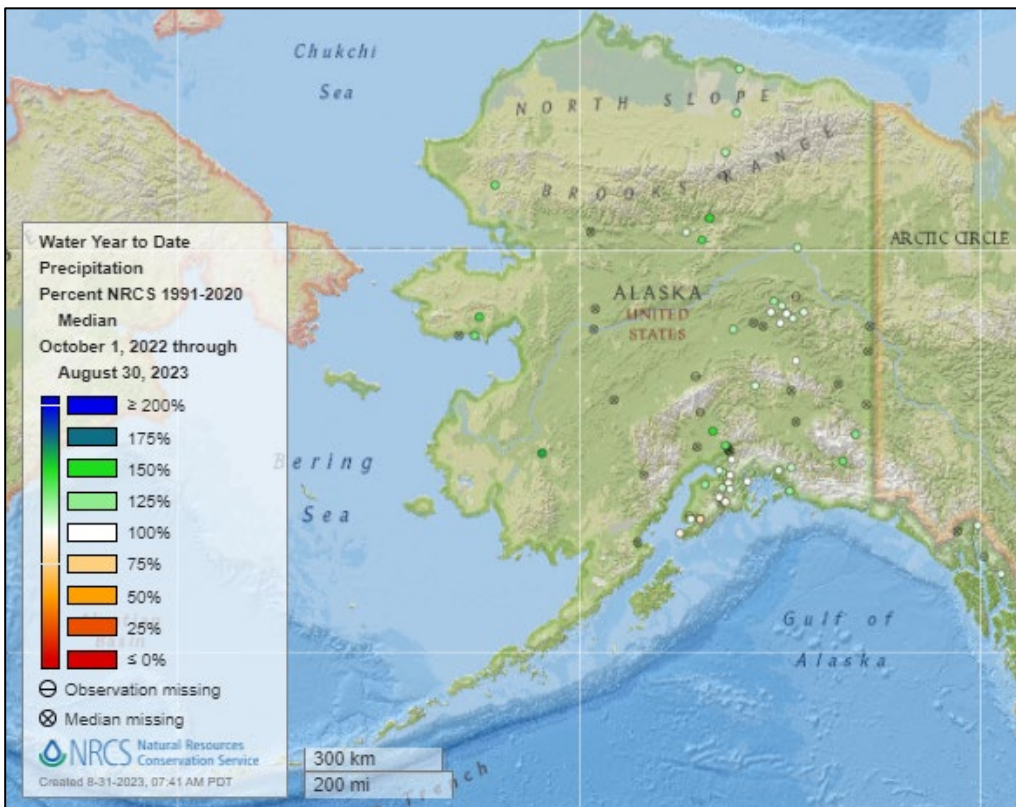 Chukchi
Sea
NORTH SLOPE
BROOKS RANGE
ARCTIC CIRCLE
ALASKA
UNITED
STATES
Bering
Sea
Gulf of
Alaska
Trench
Water Year to Date
Precipitation
Percent NRCS 1991-2020
Median
October 1, 2022 through
August 30, 2023
≥ 200%
175%
150%
125%
100%
75%
50%
25%
≤ 0%
Observation missing
Median missing
NRCS Natural Resources
Conservation Service
Created 8-31-2023, 07:41 AM PDT
300 km
200 mi